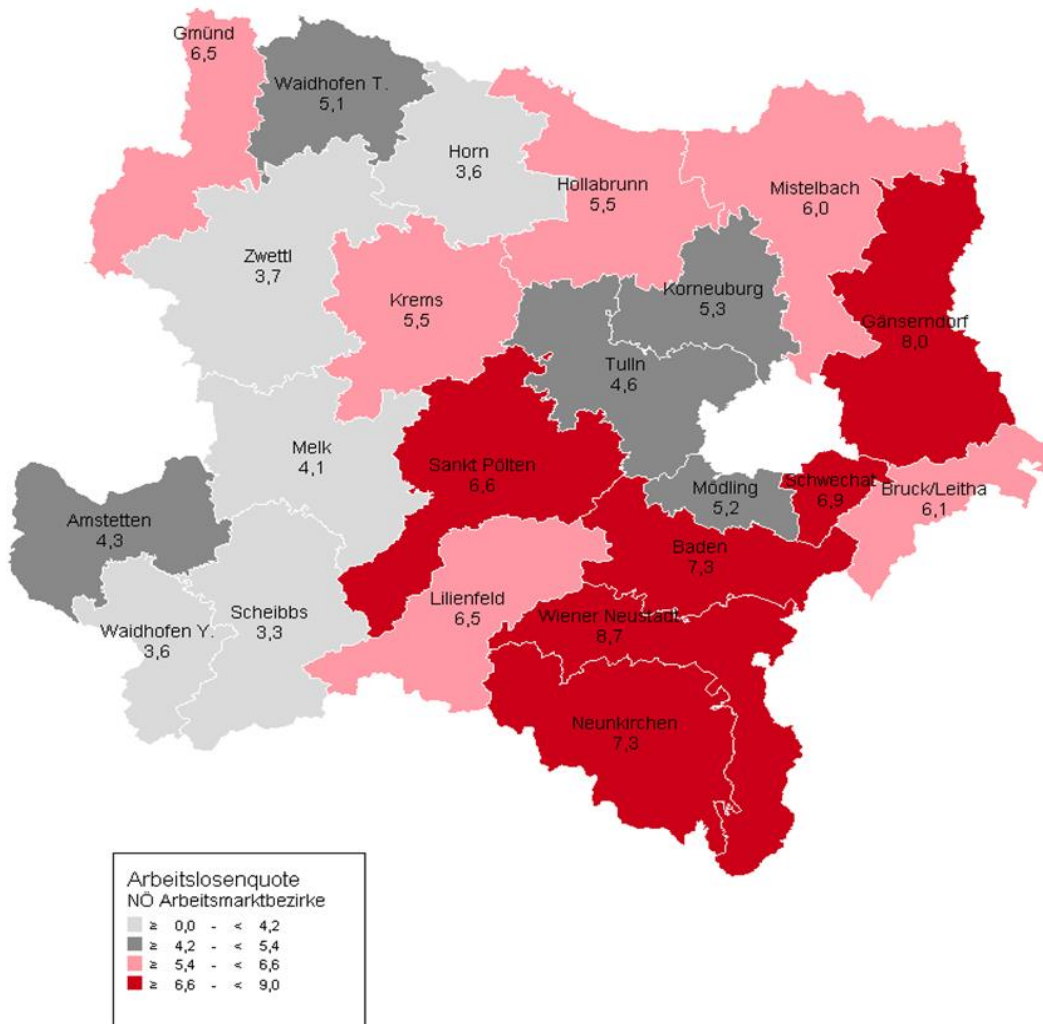 Gmünd
6,5
Waidhofen T.
5,1
Horn
3,6
Hollabrunn
5,5
Mistelbach
6,0
Zwettl
3,7
Krems
5,5
Korneuburg
5,3
Gänserndorf
8,0
Tulln
4,6
Melk
4,1
Sankt Pölten
6,6
Mödling
5,2
Schwechat
6,9
Bruck/Leitha
6,1
Amstetten
4,3
Baden
7,3
Lilienfeld
6,5
Scheibbs
3,3
Wiener Neustadt
8,7
Waidhofen Y.
3,6
Neunkirchen
7,3
Arbeitslosenquote
NÖ Arbeitsmarktbezirke
≥ 0,0 - < 4,2
≥ 4,2 - < 5,4
≥ 5,4 - < 6,6
≥ 6,6 - < 9,0